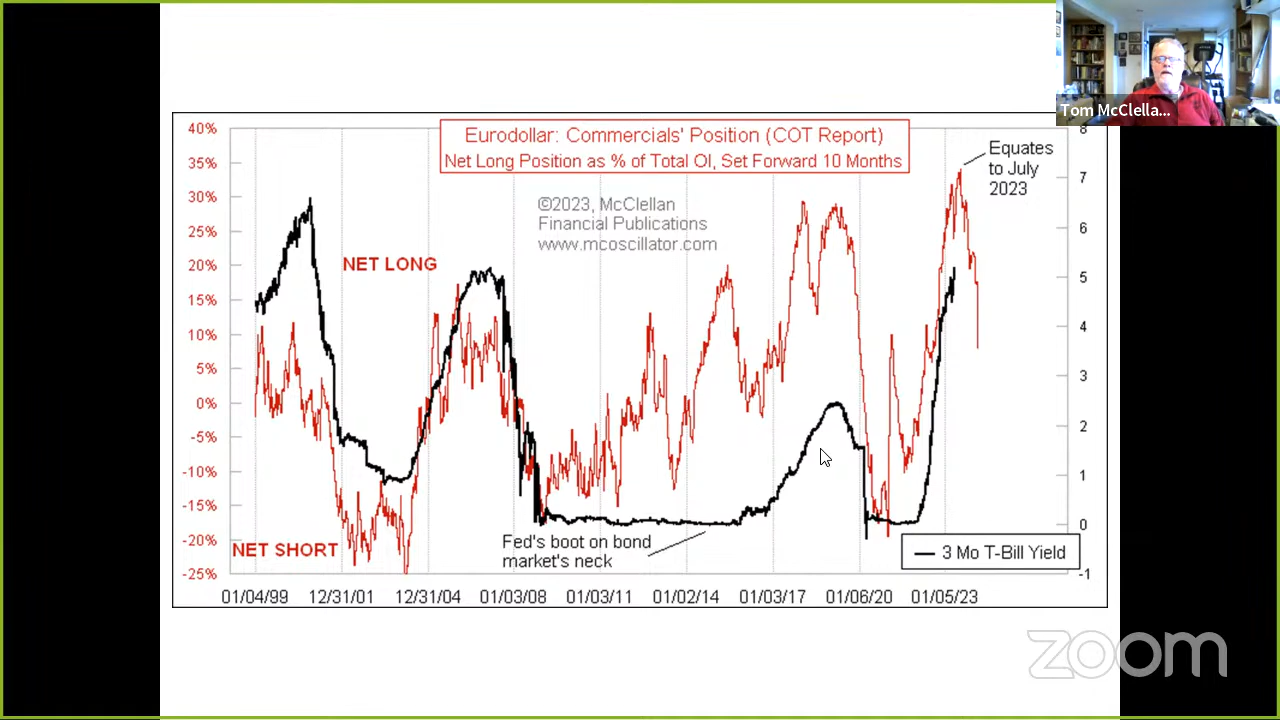 Tom McClella...
Eurodollar: Commercials' Position (COT Report)
Net Long Position as % of Total OI, Set Forward 10 Months
©2023, McClellan
Financial Publications
www.mcoscillator.com
Equates
to July
2023
NET LONG
NET SHORT
Fed's boot on bond
market's neck
3 Mo T-Bill Yield
40%
35%
30%
25%
20%
15%
10%
5%
0%
-5%
-10%
-15%
-20%
-25%
8
7
6
5
4
3
2
1
0
-1
01/04/99 12/31/01 12/31/04 01/03/08 01/03/11 01/02/14 01/03/17 01/06/20 01/05/23
zoom